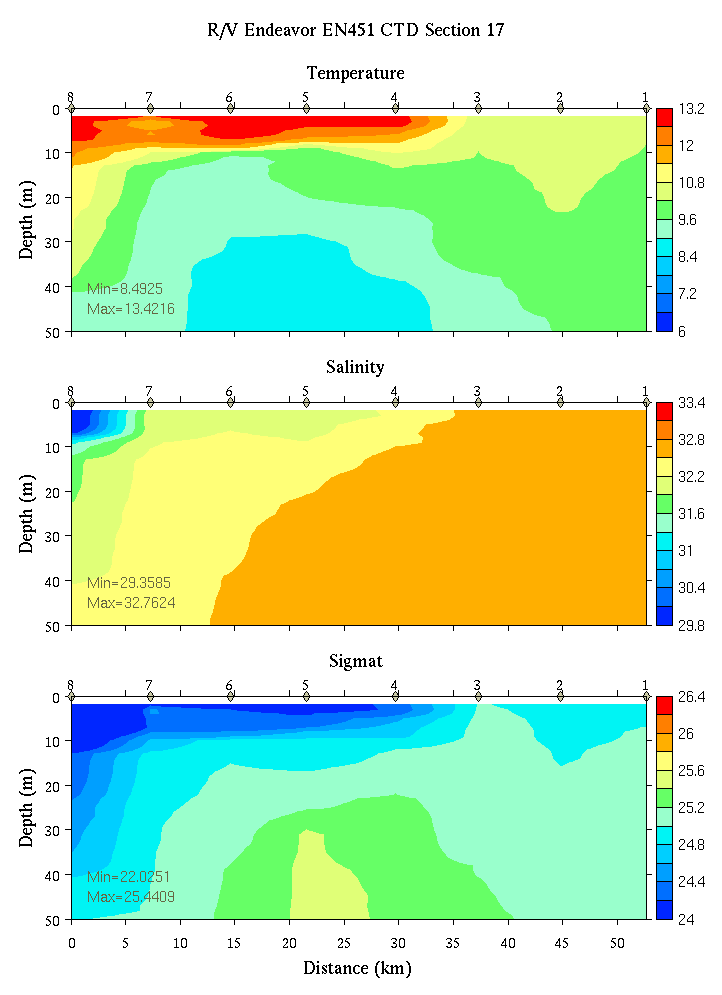 R/V Endeavor EN451 CTD Section 17
Temperature
8 7 6 5 4 3 2 1
0
10
20
30
40
50
Depth (m)
Min=8.4925
Max=13.4216
13.2
12
10.8
9.6
8.4
7.2
6
Salinity
8 7 6 5 4 3 2 1
0
10
20
30
40
50
Depth (m)
Min=29.3585
Max=32.7624
33.4
32.8
32.2
31.6
31
30.4
29.8
Sigmat
8 7 6 5 4 3 2 1
0
10
20
30
40
50
Depth (m)
Min=22.0251
Max=25.4409
26.4
26
25.6
25.2
24.8
24.4
24
0 5 10 15 20 25 30 35 40 45 50
Distance (km)